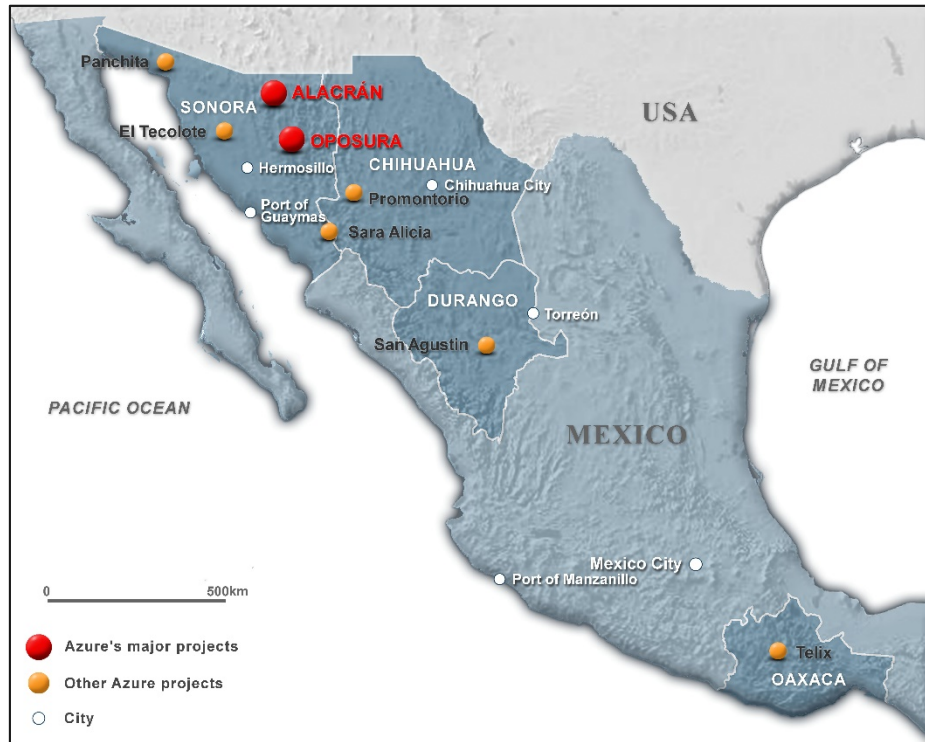 Panchita
ALACRÁN
USA
SONORA
El Tecolote
OPOSURA
CHIHUAHUA
Hermosillo
Chihuahua City
Promontorio
Port of
Guaymas
Sara Alicia
DURANGO
Torreón
San Agustin
GULF OF
MEXICO
PACIFIC OCEAN
MEXICO
Mexico City
Port of Manzanillo
0
500km
Azure's major projects
Telix
OAXACA
Other Azure projects
City